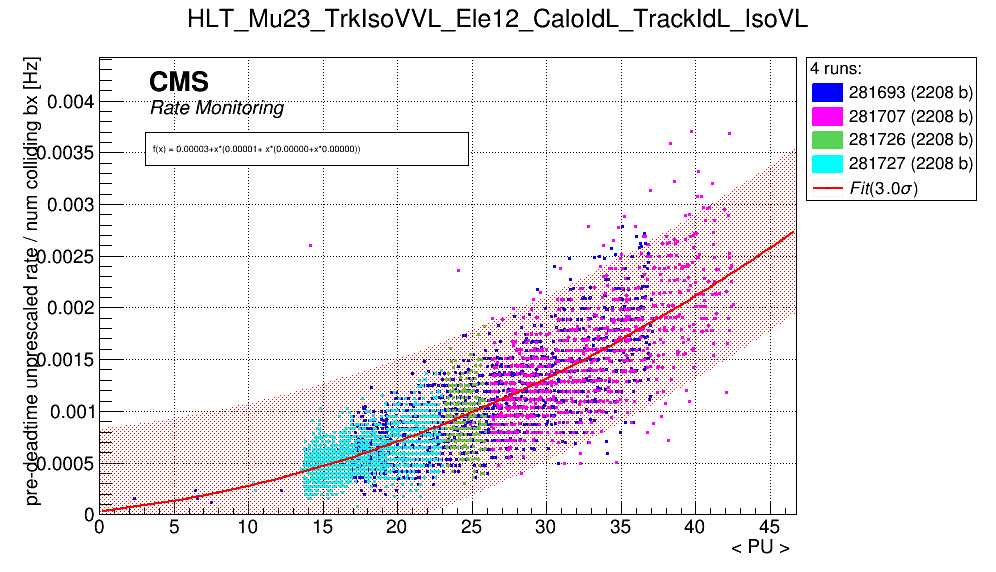 HLT_Mu23_TrkIsoVVL_Ele12_CaloIdL_TrackIdL_IsoVL
pre-deadtime unprescaled rate / num colliding bx [Hz]
CMS
Rate Monitoring
f(x) = 0.00003+x*(0.00001+ x*(0.00000+x*0.00000))
4 runs:
281693 (2208 b)
281707 (2208 b)
281726 (2208 b)
281727 (2208 b)
Fit(3.0σ)
0.004
0.0035
0.003
0.0025
0.002
0.0015
0.001
0.0005
0
0 5 10 15 20 25 30 35 40 45
< PU >